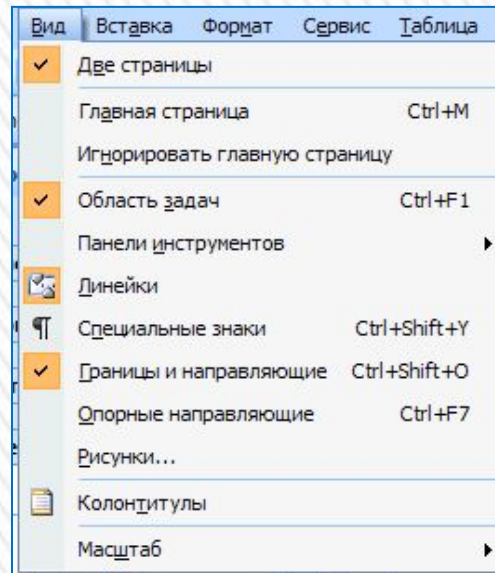 Вид Вставка Формат Сервис Таблица
Две страницы
Главная страница Ctrl+M
Игнорировать главную страницу
Область задач Ctrl+F1
Панели инструментов
Линейки
Специальные знаки Ctrl+Shift+Y
Границы и направляющие Ctrl+Shift+O
Опорные направляющие Ctrl+F7
Рисунки...
Колонтитулы
Масштаб